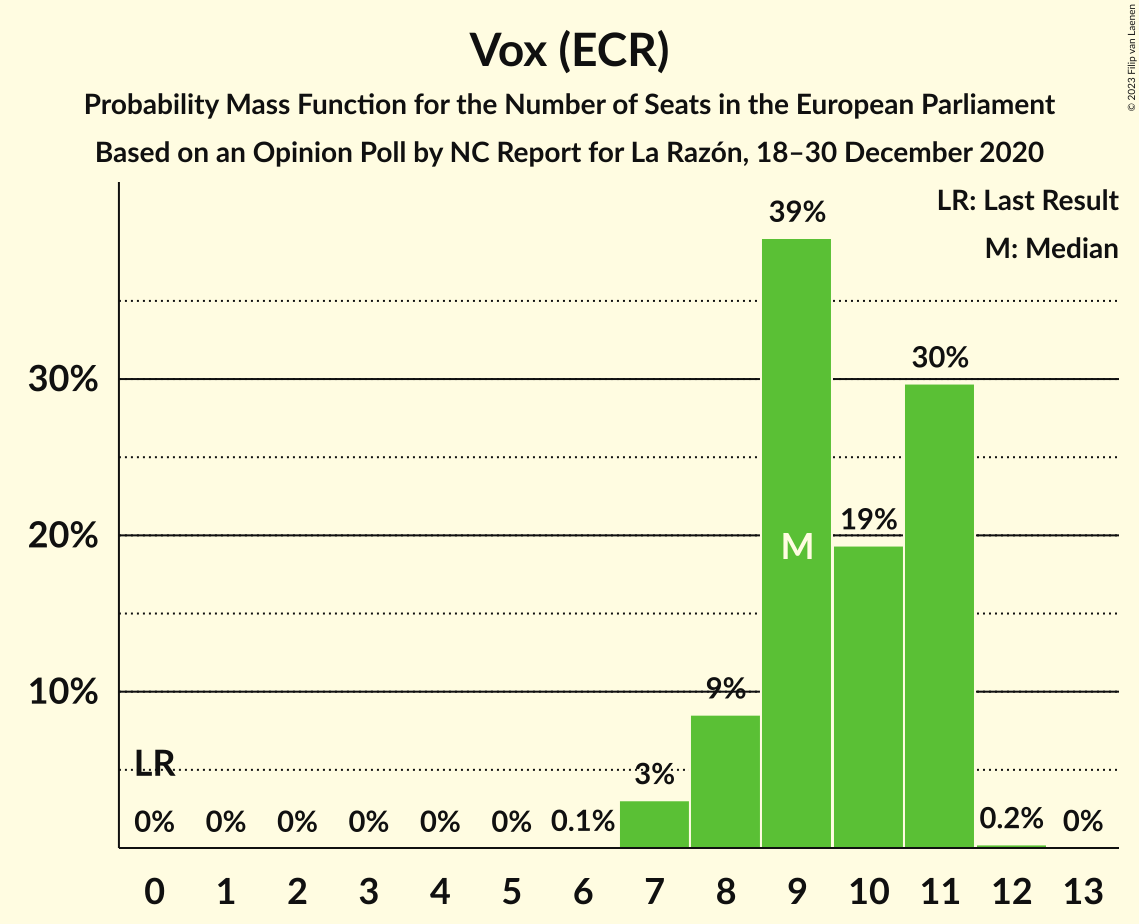 Vox (ECR)
Probability Mass Function for the Number of Seats in the European Parliament
Based on an Opinion Poll by NC Report for La Razón, 18–30 December 2020
© 2023 Filip van Laenen
LR: Last Result
M: Median
39%
30%
30%
20%
19%
M
10%
9%
LR
3%
0% 0% 0% 0% 0% 0% 0.1% 0.2% 0%
0 1 2 3 4 5 6 7 8 9 10 11 12 13